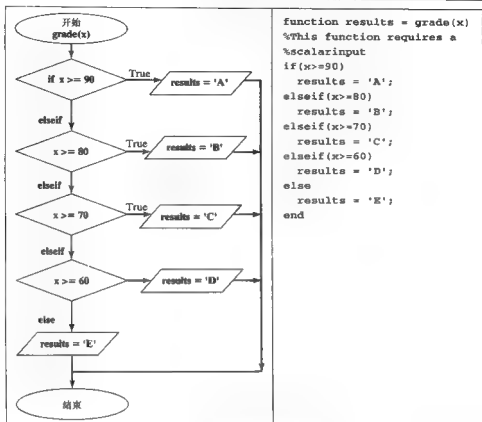 开始
grade(x)
if x >= 90
True
results = 'A'
elseif
x >= 80
True
results = 'B'
elseif
x >= 70
True
results = 'C'
elseif
x >= 60
results = 'D'
else
results = 'E'
結束
function results = grade(x)
%This function requires a
%scalarinput
if(x>=90)
results = 'A';
elseif(x>=80)
results = 'B';
elseif(x>=70)
results = 'C';
elseif(x>=60)
results = 'D';
else
results = 'E';
end